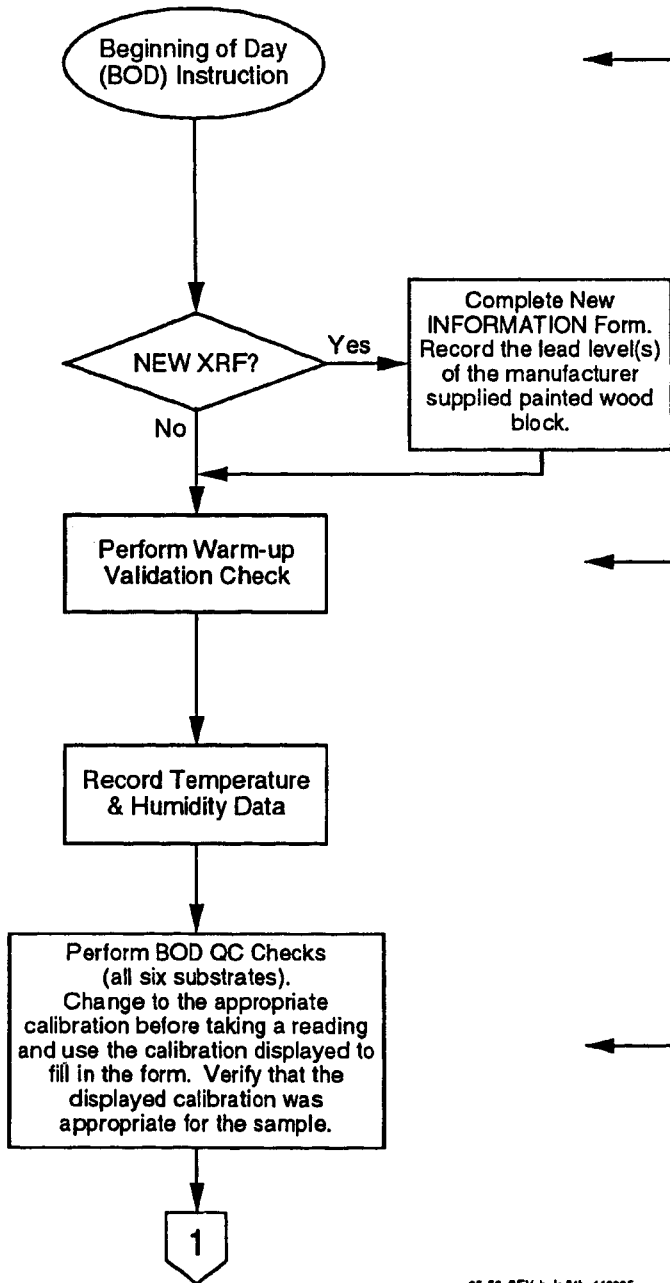 Beginning of Day
(BOD) Instruction
NEW XRF?
Yes
No
Complete New
INFORMATION Form.
Record the lead level(s)
of the manufacturer
supplied painted wood
block.
Perform Warm-up
Validation Check
Record Temperature
& Humidity Data
Perform BOD QC Checks
(all six substrates).
Change to the appropriate
calibration before taking a reading
and use the calibration displayed to
fill in the form. Verify that the
displayed calibration was
appropriate for the sample.
1